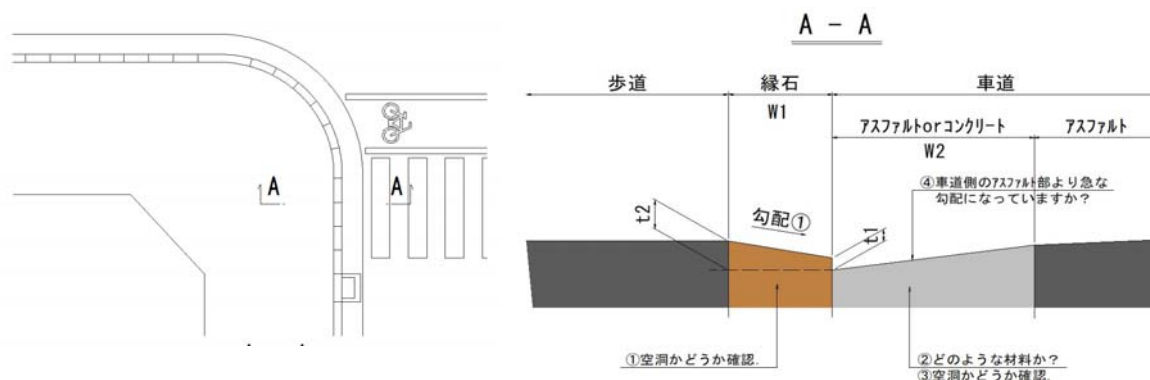 A
A
A - A
歩道
縁石
車道
W1
アスファルトorコンクリート
アスファルト
W2
④車道側のアスファルト部より急な
勾配になっていますか？
t2
勾配①
t1
①空洞かどうか確認.
②どのような材料か？
③空洞かどうか確認.